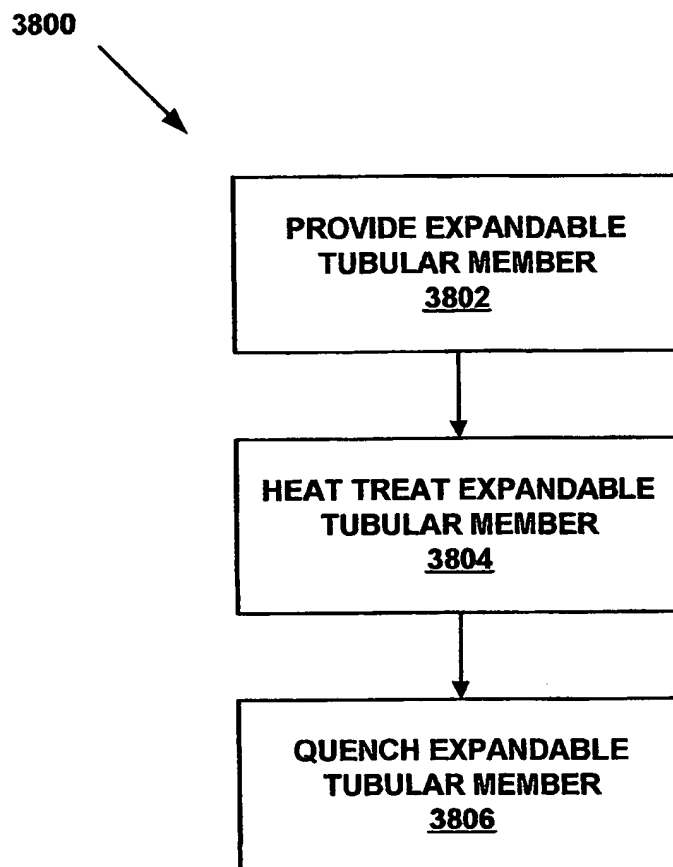 3800
PROVIDE EXPANDABLE
TUBULAR MEMBER
3802
HEAT TREAT EXPANDABLE
TUBULAR MEMBER
3804
QUENCH EXPANDABLE
TUBULAR MEMBER
3806